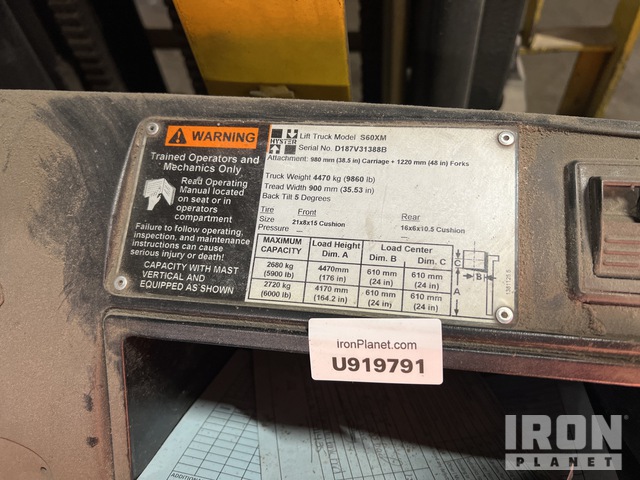 WARNING
Trained Operators and
Mechanics Only
Read Operating
Manual located
on seat or in
operators
compartment
Failure to follow operating,
inspection, and maintenance
instructions can cause
serious injury or death!
CAPACITY WITH MAST
VERTICAL AND
EQUIPPED AS SHOWN
HYSTER
Lift Truck Model S60XM
Serial No. D187V31388B
Attachment: 980 mm (38.5 in) Carriage + 1220 mm (48 in) Forks
Truck Weight 4470 kg (9860 lb)
Tread Width 900 mm (35.53 in)
Back Tilt 5 Degrees
Tire Front Rear
Size 21x8x15 Cushion 16x6x10.5 Cushion
Pressure ---
MAXIMUM CAPACITY Load Height Dim. A Load Center Dim. B Dim. C
2680 kg (5900 lb) 4470mm (176 in) 610 mm (24 in) 610 mm (24 in)
2720 kg (6000 lb) 4170 mm (164.2 in) 610 mm (24 in) 610 mm (24 in)
C
B
A
ironPlanet.com
U919791
IRON
PLANET